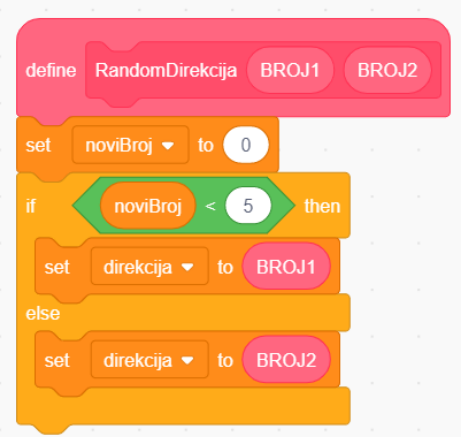 define RandomDirekcija BROJ1 BROJ2
set noviBroj to 0
if noviBroj < 5 then
set direkcija to BROJ1
else
set direkcija to BROJ2